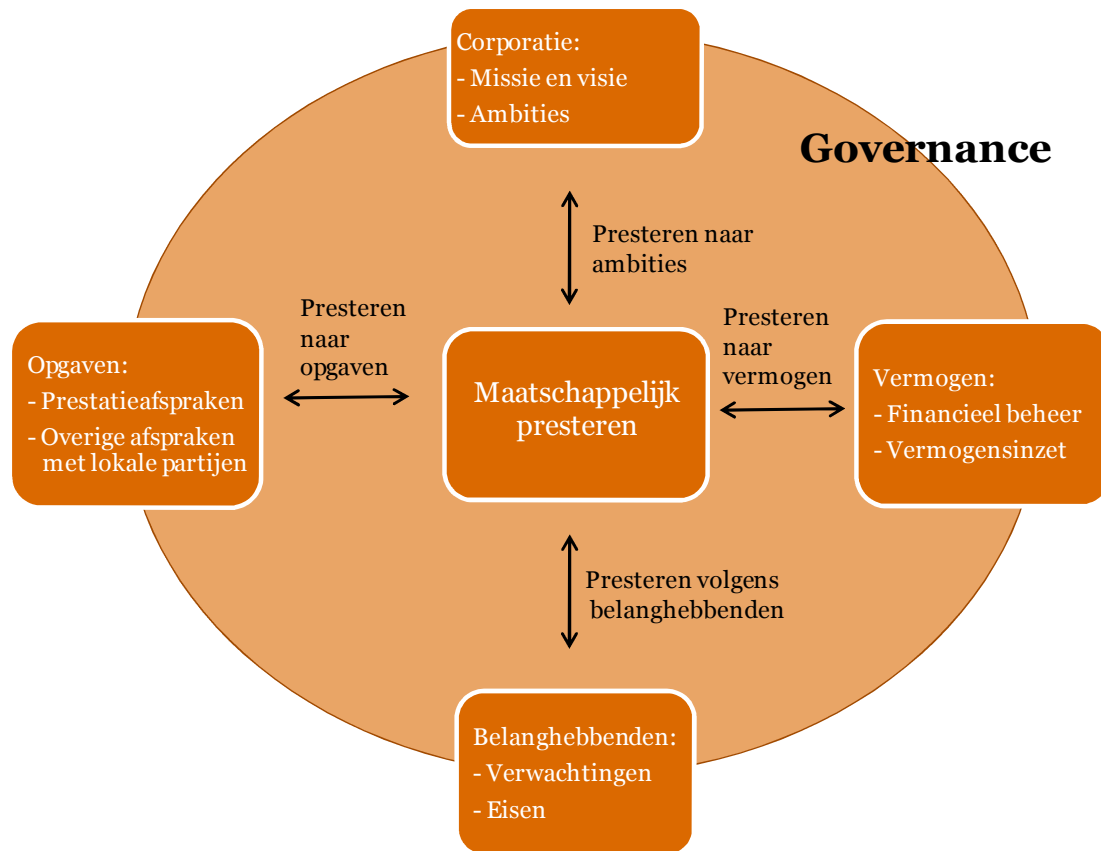 Corporatie:
- Missie en visie
- Ambities
Governance
Presteren naar
ambities
Presteren
naar
opgaven
Presteren
naar
vermogen
Opgaven:
- Prestatieafspraken
- Overige afspraken
met lokale partijen
Maatschappelijk
presteren
Vermogen:
- Financieel beheer
- Vermogensinzet
Presteren volgens
belanghebbenden
Belanghebbenden:
- Verwachtingen
- Eisen